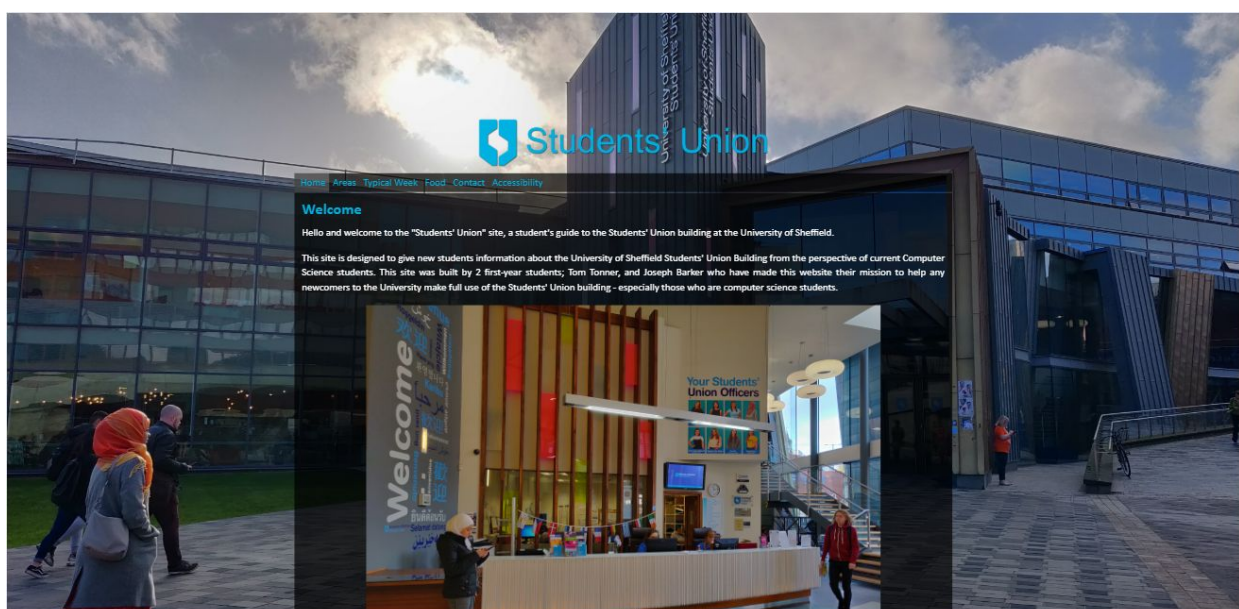 University of Sheffield
Students' Union
Students' Union
Home Areas Typical Week Food Contact Accessibility
Welcome
Hello and welcome to the "Students' Union" site, a student's guide to the Students' Union building at the University of Sheffield.
This site is designed to give new students information about the University of Sheffield Students' Union Building from the perspective of current Computer
Science students. This site was built by 2 first-year students; Tom Tonner, and Joseph Barker who have made this website their mission to help any
newcomers to the University make full use of the Students' Union building - especially those who are computer science students.
Welcome
Your Students'
Union Officers